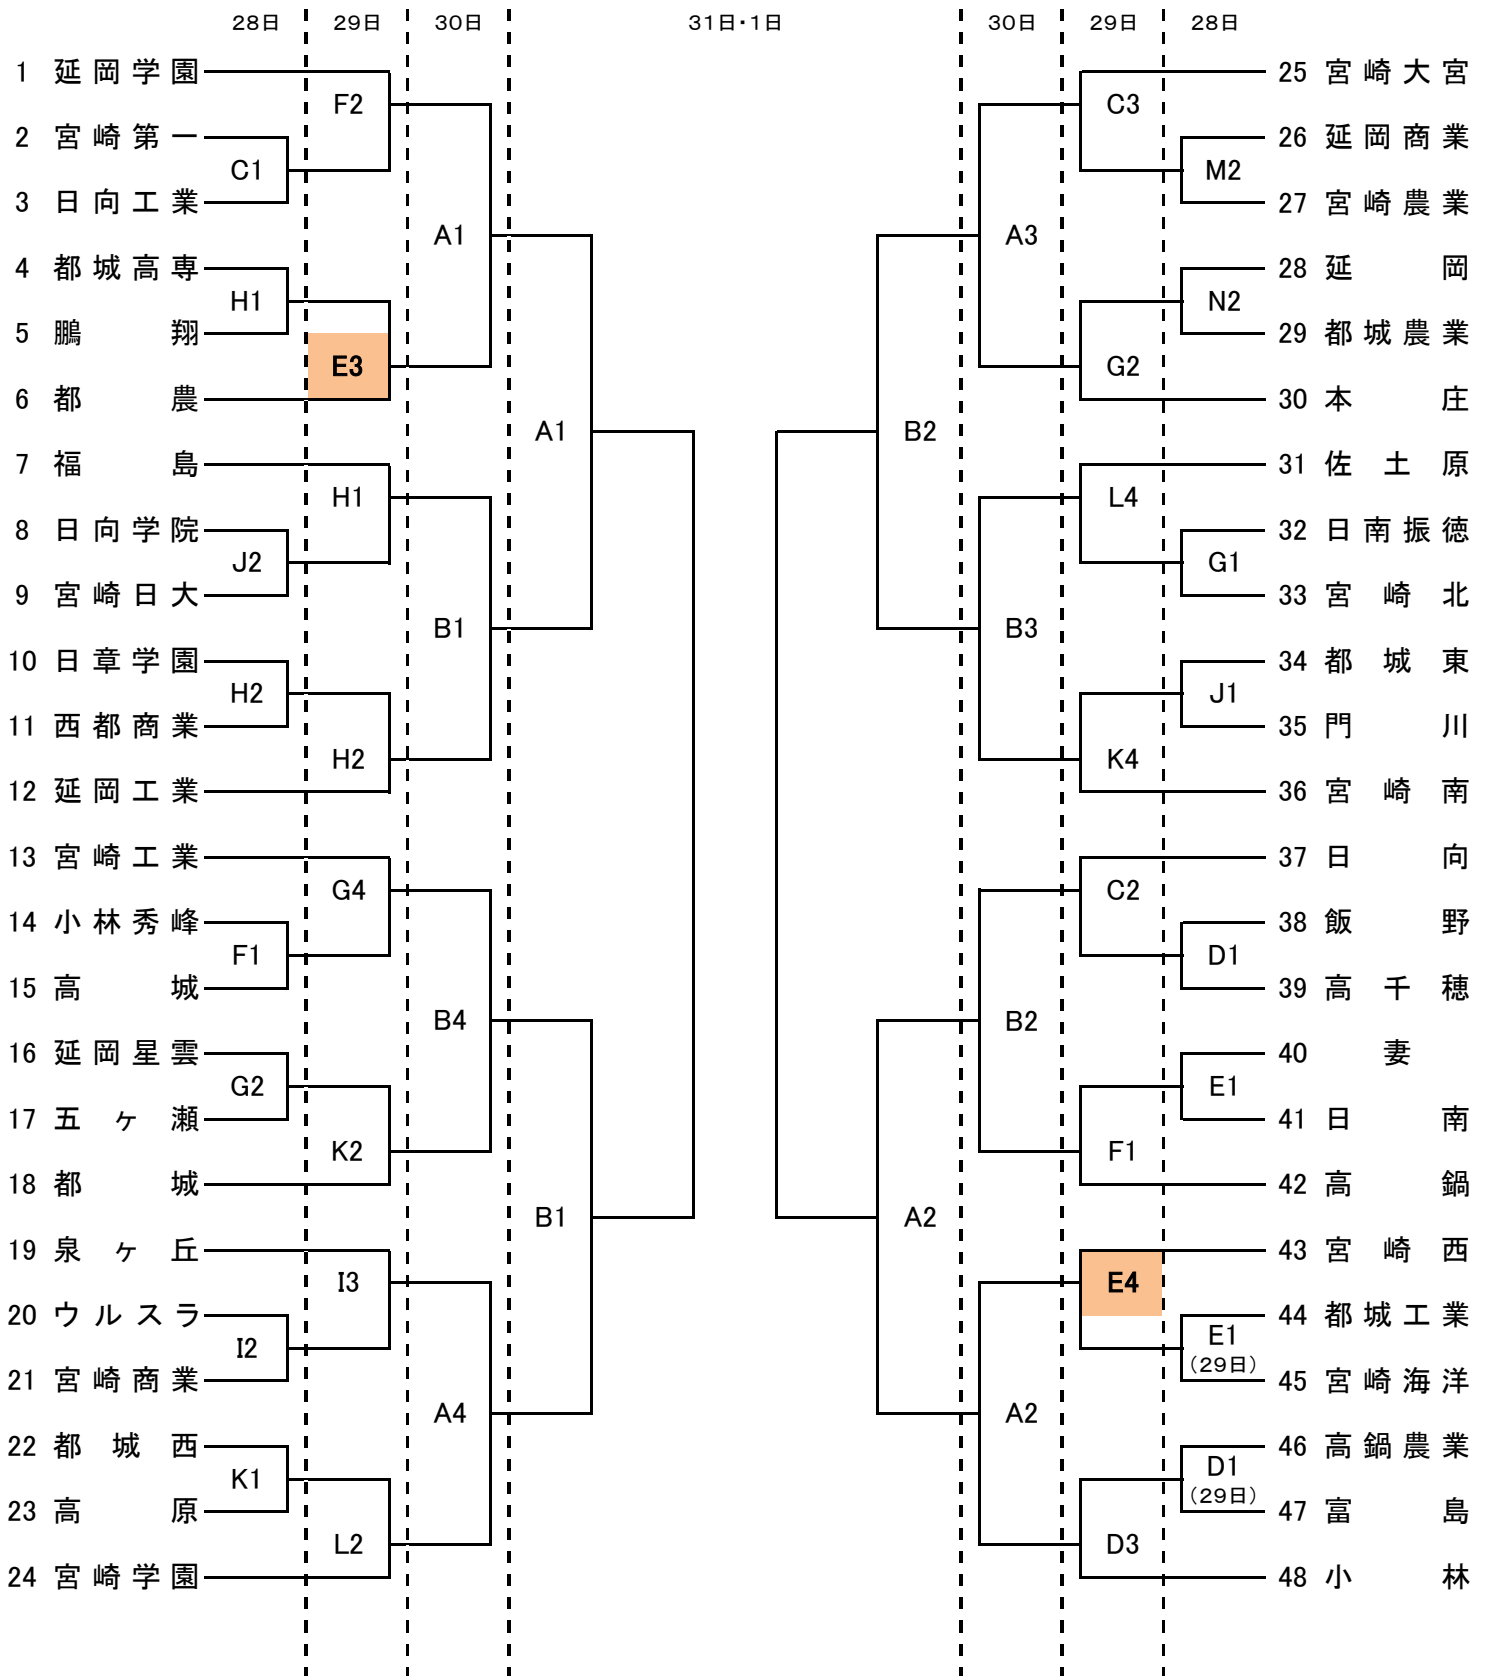 28日 29日 30日 31日・1日 30日 29日 28日
1 延岡学園 25 宮崎大宮
F2 C3
2 宮崎第一 26 延岡商業
C1 M2
3 日向工業 27 宮崎農業
A1 A3
4 都城高専 28 延岡
H1 N2
5 鵬翔 29 都城農業
E3 G2
6 都農 30 本庄
A1 B2
7 福島 31 佐土原
H1 L4
8 日向学院 32 日南振徳
J2 G1
9 宮崎日大 33 宮崎北
B1 B3
10 日章学園 34 都城東
H2 J1
11 西都商業 35 門川
H2 K4
12 延岡工業 36 宮崎南
13 宮崎工業 37 日向
G4 C2
14 小林秀峰 38 飯野
F1 D1
15 高城 39 高千穂
B4 B2
16 延岡星雲 40 妻
G2 E1
17 五ヶ瀬 41 日南
K2 F1
18 都城 42 高鍋
B1 A2
19 泉ヶ丘 43 宮崎西
I3 E4
20 ウルスラ 44 都城工業
I2 E1
(29日)
21 宮崎商業 45 宮崎海洋
A4 A2
22 都城西 46 高鍋農業
K1 D1
(29日)
23 高原 47 富島
L2 D3
24 宮崎学園 48 小林